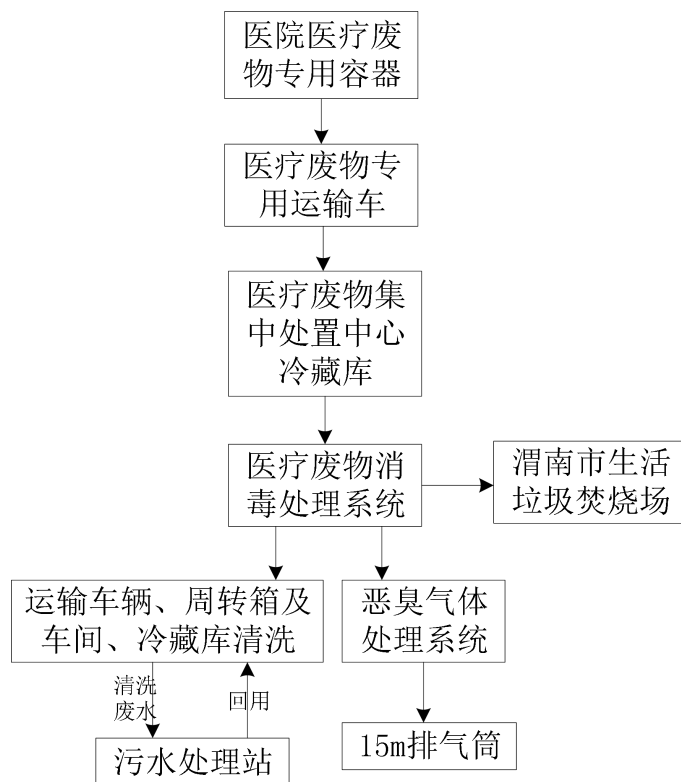 医院医疗废
物专用容器
医疗废物专
用运输车
医疗废物集
中处置中心
冷藏库
医疗废物消
毒处理系统
渭南市生活
垃圾焚烧场
运输车辆、周转箱及
车间、冷藏库清洗
恶臭气体
处理系统
清洗
废水
回用
污水处理站
15m排气筒